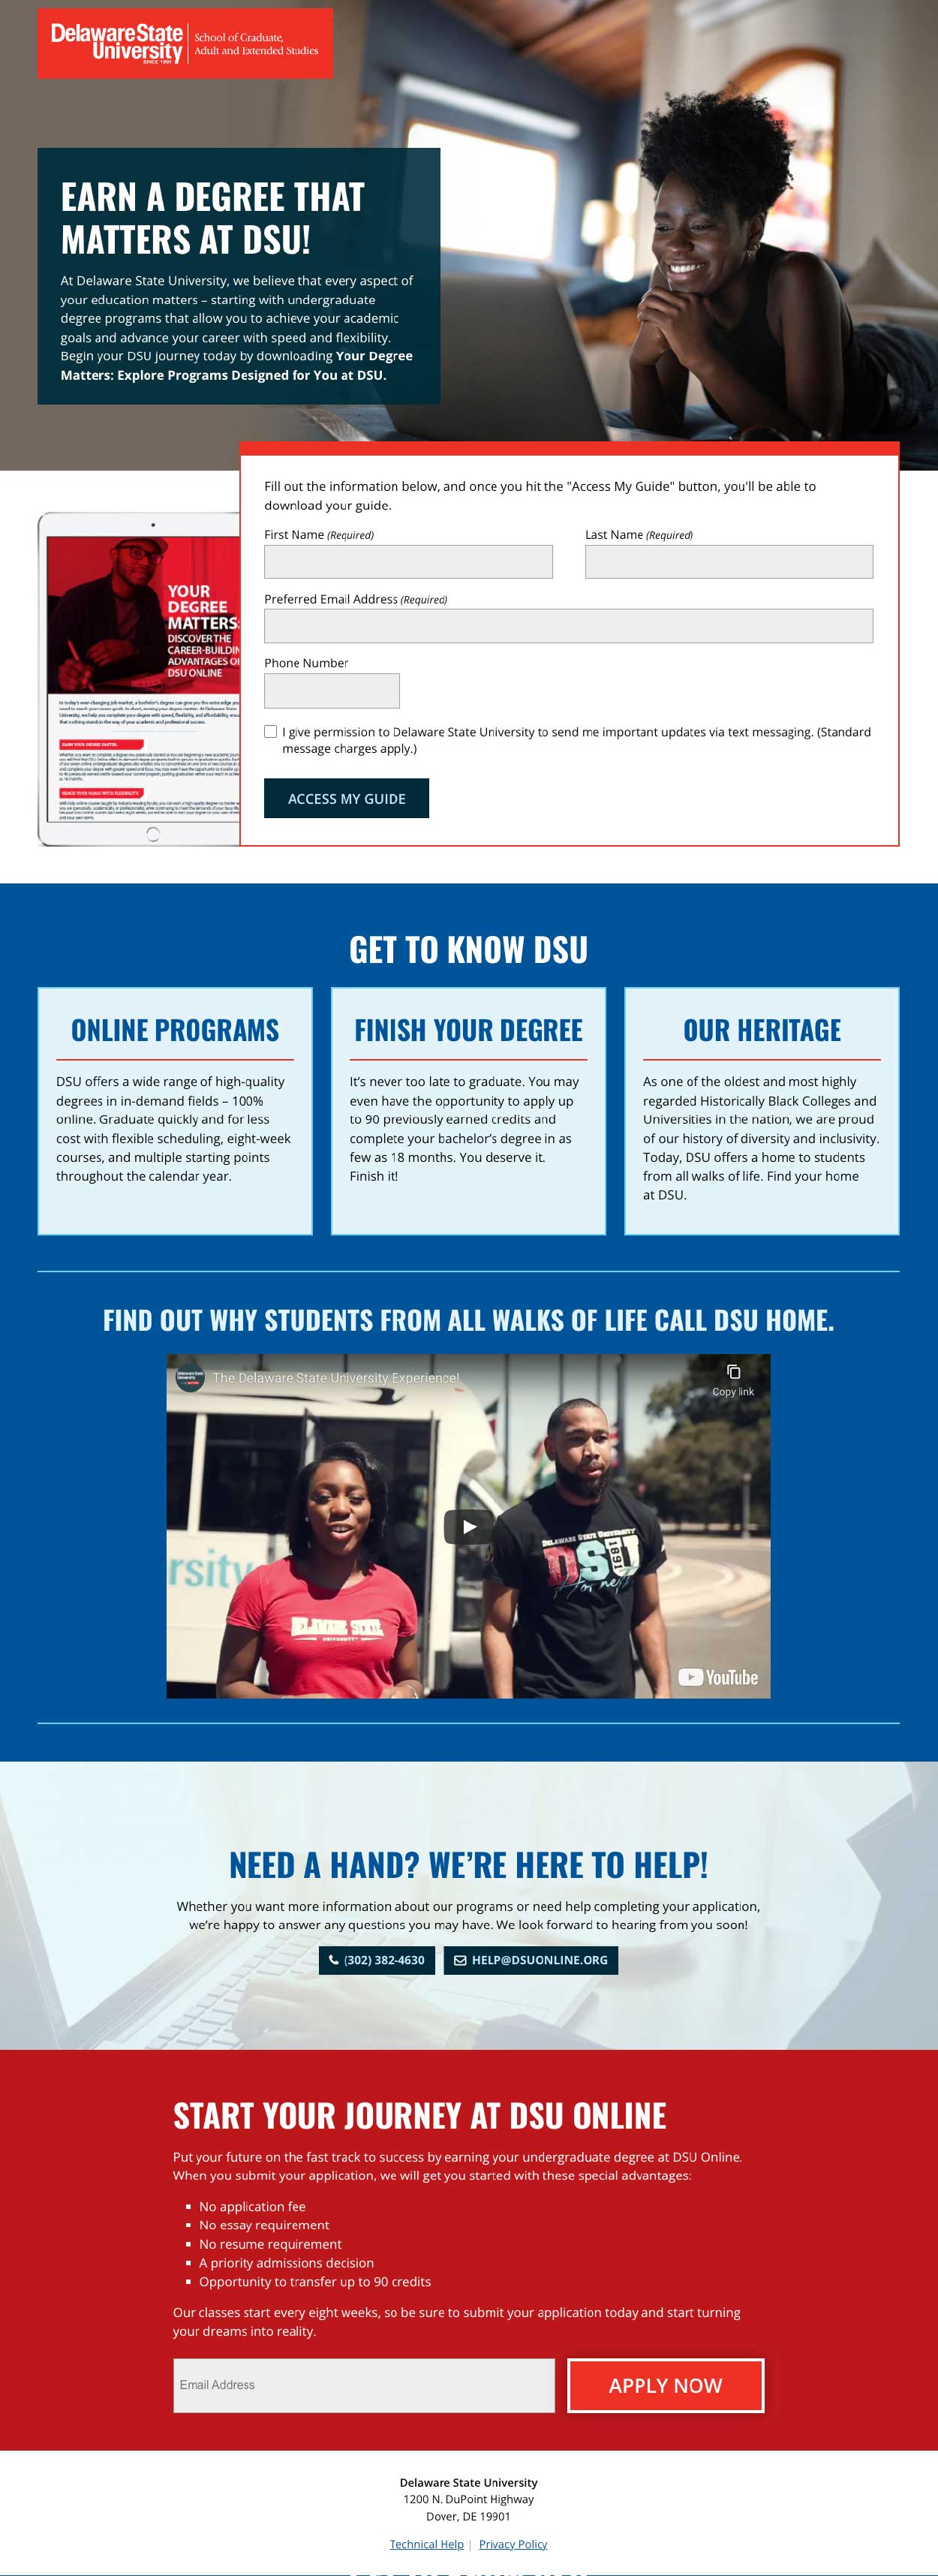 Delaware State
University
SINCE 1891
School of Graduate,
Adult and Extended Studies
EARN A DEGREE THAT
MATTERS AT DSU!
At Delaware State University, we believe that every aspect of
your education matters – starting with undergraduate
degree programs that allow you to achieve your academic
goals and advance your career with speed and flexibility.
Begin your DSU journey today by downloading Your Degree
Matters: Explore Programs Designed for You at DSU.
Fill out the information below, and once you hit the "Access My Guide" button, you'll be able to
download your guide.
First Name (Required)
Last Name (Required)
Preferred Email Address (Required)
Phone Number
I give permission to Delaware State University to send me important updates via text messaging. (Standard
message charges apply.)
ACCESS MY GUIDE
YOUR
DEGREE
MATTERS:
DISCOVER THE
CAREER-BUILDIN
ADVANTAGES O
DSU ONLINE
EARN YOUR DEGREE FASTER.
REACH YOUR GOALS WITH FLEXIBILITY.
GET TO KNOW DSU
ONLINE PROGRAMS
DSU offers a wide range of high-quality
degrees in in-demand fields – 100%
online. Graduate quickly and for less
cost with flexible scheduling, eight-week
courses, and multiple starting points
throughout the calendar year.
FINISH YOUR DEGREE
It’s never too late to graduate. You may
even have the opportunity to apply up
to 90 previously earned credits and
complete your bachelor’s degree in as
few as 18 months. You deserve it.
Finish it!
OUR HERITAGE
As one of the oldest and most highly
regarded Historically Black Colleges and
Universities in the nation, we are proud
of our history of diversity and inclusivity.
Today, DSU offers a home to students
from all walks of life. Find your home
at DSU.
FIND OUT WHY STUDENTS FROM ALL WALKS OF LIFE CALL DSU HOME.
The Delaware State University Experience!
Copy link
rsity
DELAWARE STATE
UNIVERSITY
DELAWARE STATE UNIVERSITY
DSU
1891
Hornets
YouTube
NEED A HAND? WE’RE HERE TO HELP!
Whether you want more information about our programs or need help completing your application,
we’re happy to answer any questions you may have. We look forward to hearing from you soon!
(302) 382-4630
HELP@DSUONLINE.ORG
START YOUR JOURNEY AT DSU ONLINE
Put your future on the fast track to success by earning your undergraduate degree at DSU Online.
When you submit your application, we will get you started with these special advantages:
No application fee
No essay requirement
No resume requirement
A priority admissions decision
Opportunity to transfer up to 90 credits
Our classes start every eight weeks, so be sure to submit your application today and start turning
your dreams into reality.
Email Address
APPLY NOW
Delaware State University
1200 N. DuPoint Highway
Dover, DE 19901
Technical Help | Privacy Policy